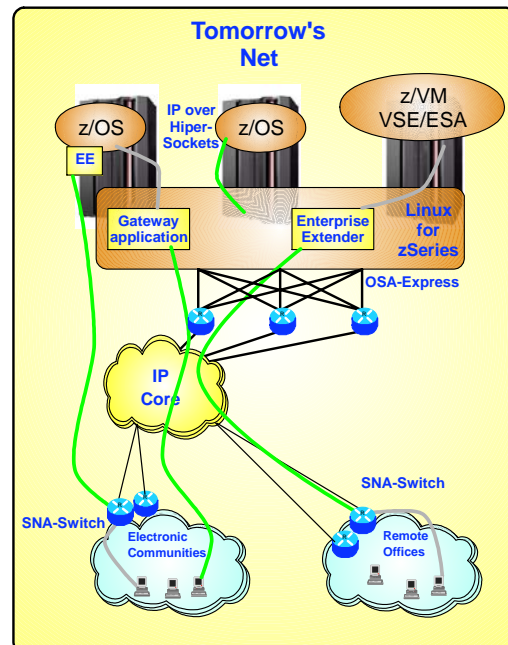 Tomorrow's
Net
z/OS
EE
IP over
Hiper-
Sockets
z/OS
z/VM
VSE/ESA
Gateway
application
Enterprise
Extender
Linux
for
zSeries
OSA-Express
IP
Core
SNA-Switch
Electronic
Communities
SNA-Switch
Remote
Offices